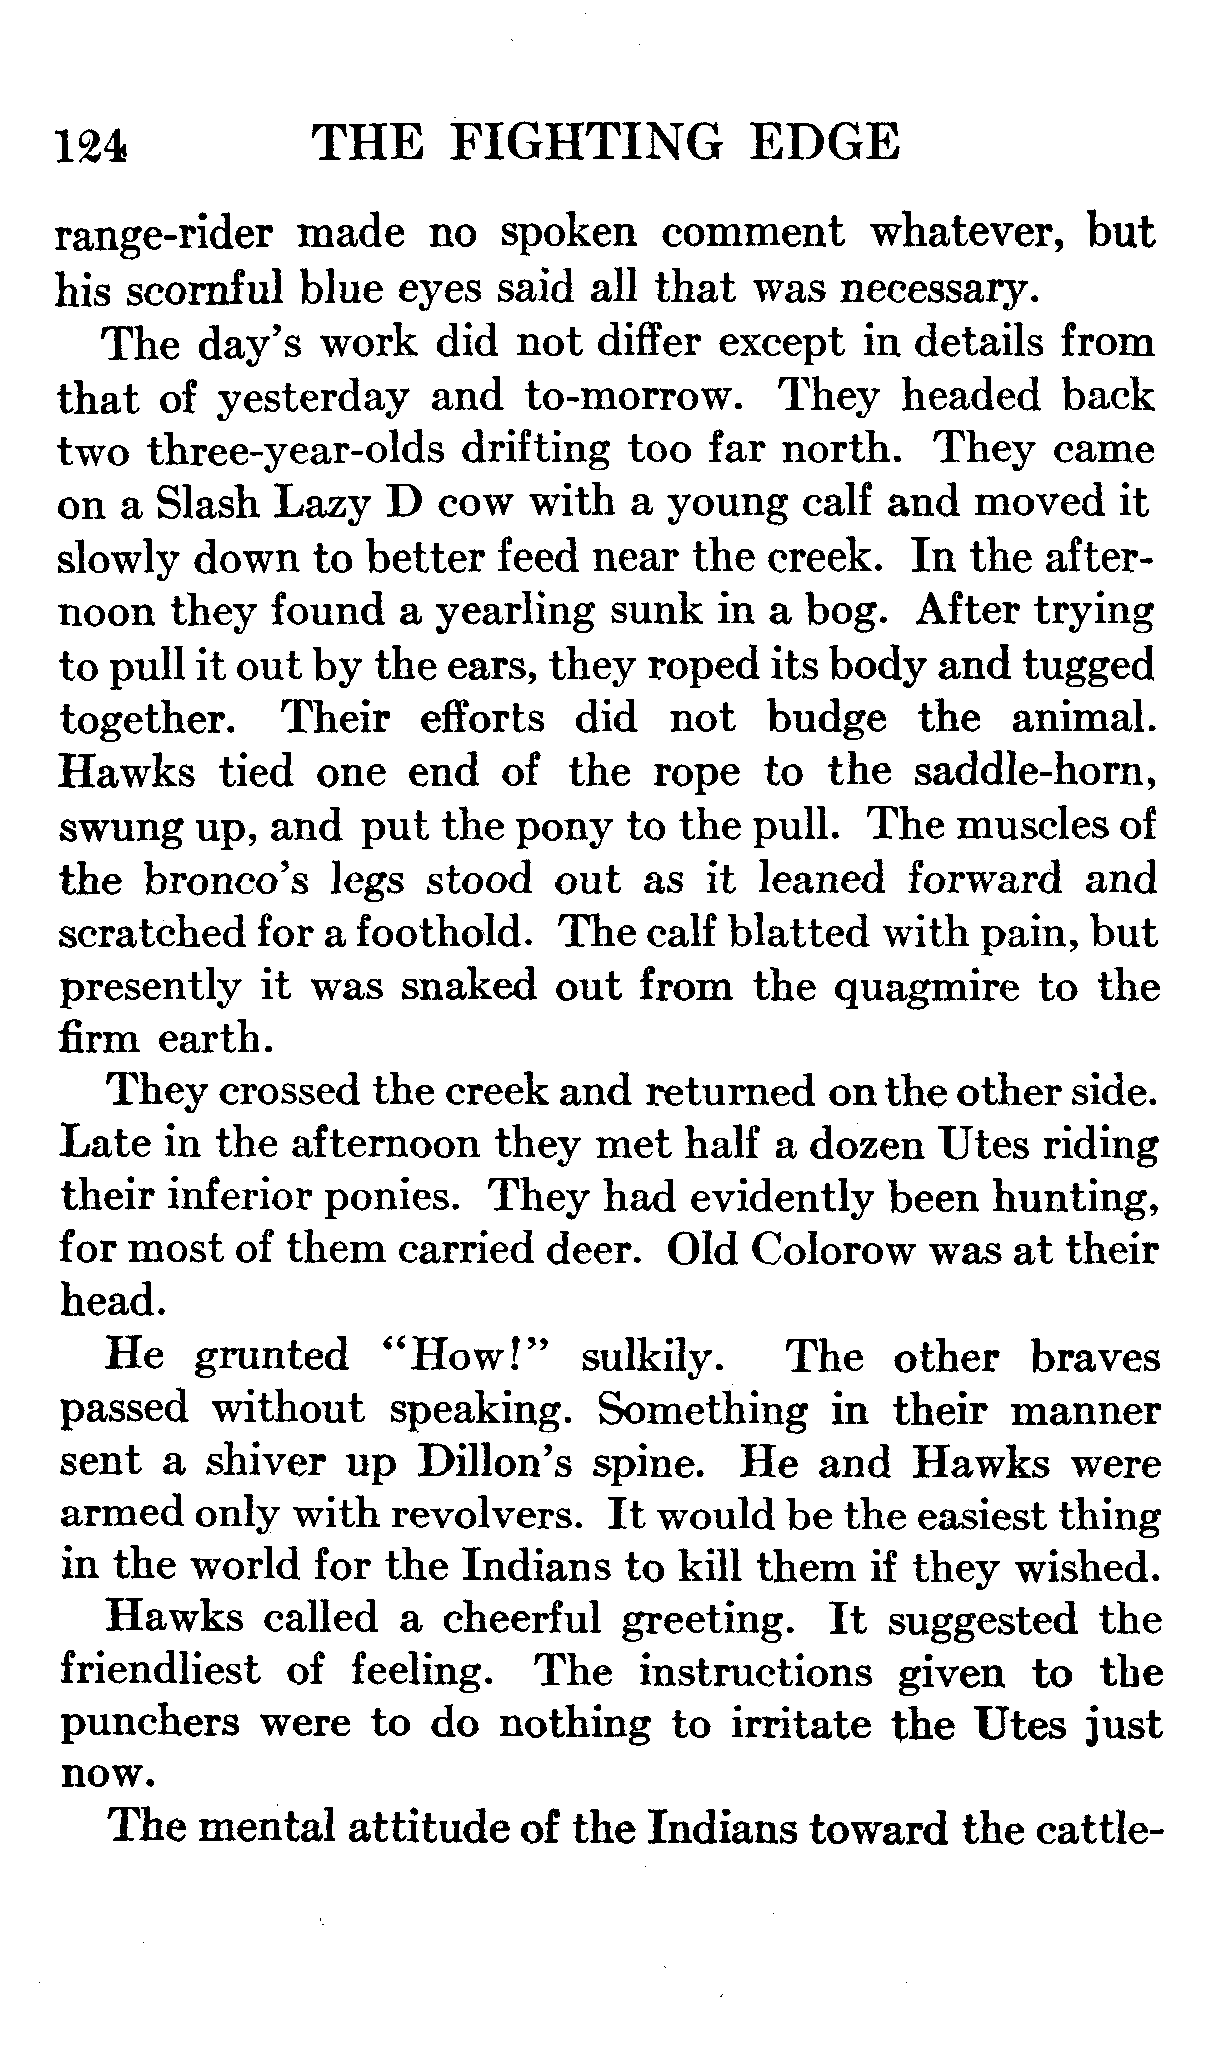 124 THE FIGHTING EDGE
range-rider made no spoken comment whatever, but
his scornful blue eyes said all that was necessary.
The day's work did not differ except in details from
that of yesterday and to-morrow. They headed back
two three-year-olds drifting too far north. They came
on a Slash Lazy D cow with a young calf and moved it
slowly down to better feed near the creek. In the after-
noon they found a yearling sunk in a bog. After trying
to pull it out by the ears, they roped its body and tugged
together. Their efforts did not budge the animal.
Hawks tied one end of the rope to the saddle-horn,
swung up, and put the pony to the pull. The muscles of
the bronco's legs stood out as it leaned forward and
scratched for a foothold. The calf blatted with pain, but
presently it was snaked out from the quagmire to the
firm earth.
They crossed the creek and returned on the other side.
Late in the afternoon they met half a dozen Utes riding
their inferior ponies. They had evidently been hunting,
for most of them carried deer. Old Colorow was at their
head.
He grunted "How!" sulkily. The other braves
passed without speaking. Something in their manner
sent a shiver up Dillon's spine. He and Hawks were
armed only with revolvers. It would be the easiest thing
in the world for the Indians to kill them if they wished.
Hawks called a cheerful greeting. It suggested the
friendliest of feeling. The instructions given to the
punchers were to do nothing to irritate the Utes just
now.
The mental attitude of the Indians toward the cattle-